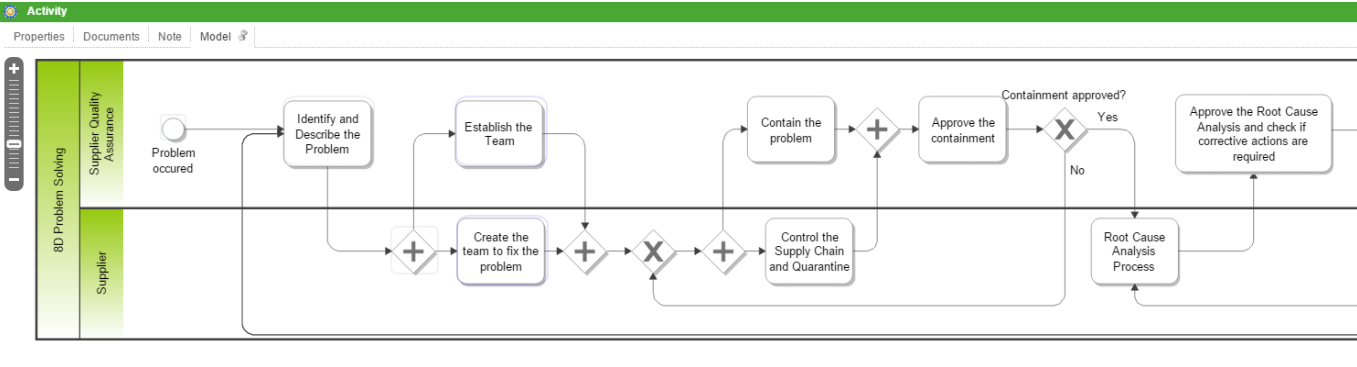 Activity
Properties
Documents
Note
Model
8D Problem Solving
Supplier Quality
Assurance
Supplier
Problem
occured
Identify and
Describe the
Problem
Establish the
Team
Create the
team to fix the
problem
Contain the
problem
Control the
Supply Chain
and Quarantine
Approve the
containment
Containment approved?
Yes
No
Root Cause
Analysis
Process
Approve the Root Cause
Analysis and check if
corrective actions are
required